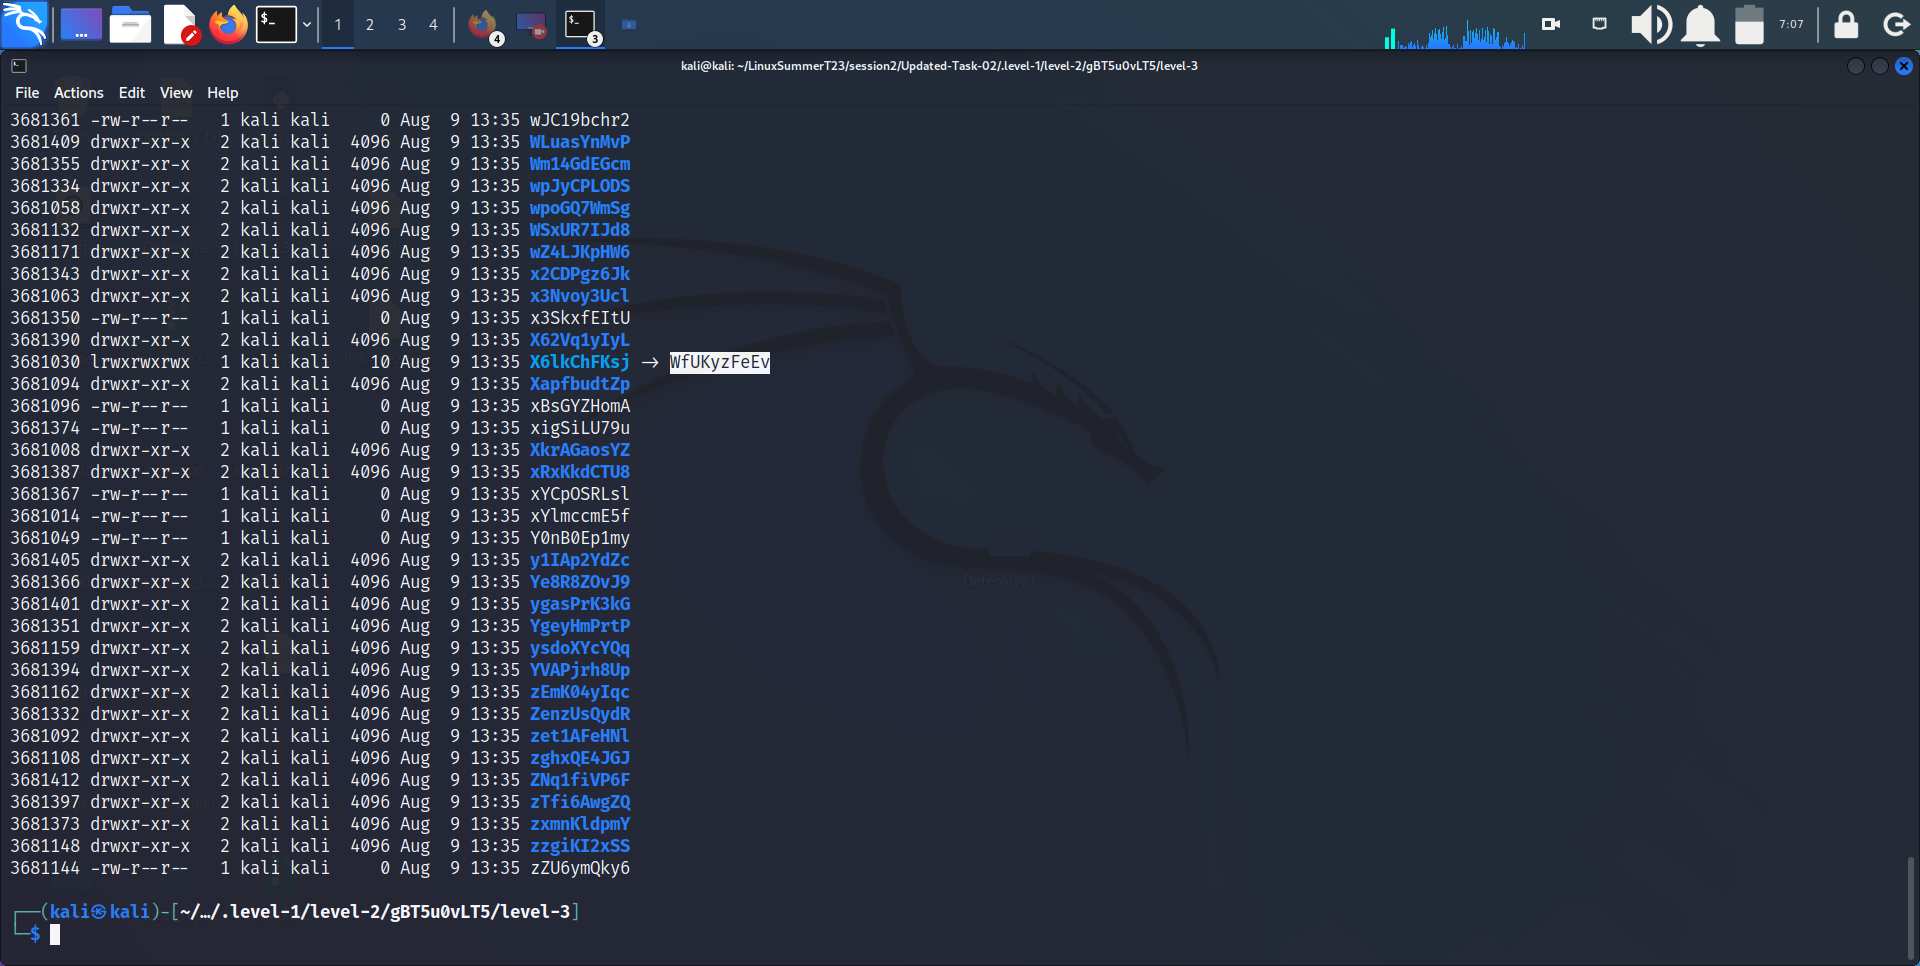 1 2 3 4 4 3 7:07
kali@kali: ~/LinuxSummerT23/session2/Updated-Task-02/.level-1/level-2/gBT5u0vLT5/level-3
File Actions Edit View Help
3681361 -rw-r--r-- 1 kali kali 0 Aug 9 13:35 wJC19bchr2
3681409 drwxr-xr-x 2 kali kali 4096 Aug 9 13:35 WLuasYnMvP
3681355 drwxr-xr-x 2 kali kali 4096 Aug 9 13:35 Wm14GdEGcm
3681334 drwxr-xr-x 2 kali kali 4096 Aug 9 13:35 wpJyCPLODS
3681058 drwxr-xr-x 2 kali kali 4096 Aug 9 13:35 wpoGQ7WmSg
3681132 drwxr-xr-x 2 kali kali 4096 Aug 9 13:35 WSxUR7IJd8
3681171 drwxr-xr-x 2 kali kali 4096 Aug 9 13:35 wZ4LJKpHW6
3681343 drwxr-xr-x 2 kali kali 4096 Aug 9 13:35 x2CDPgz6Jk
3681063 drwxr-xr-x 2 kali kali 4096 Aug 9 13:35 x3Nvoy3Ucl
3681350 -rw-r--r-- 1 kali kali 0 Aug 9 13:35 x3SkxfEItU
3681390 drwxr-xr-x 2 kali kali 4096 Aug 9 13:35 X62Vq1yIyL
3681030 lrwxrwxrwx 1 kali kali 10 Aug 9 13:35 X6lkChFKsj → WfUKyzFeEv
3681094 drwxr-xr-x 2 kali kali 4096 Aug 9 13:35 XapfbudtZp
3681096 -rw-r--r-- 1 kali kali 0 Aug 9 13:35 xBsGYZHomA
3681374 -rw-r--r-- 1 kali kali 0 Aug 9 13:35 xigSiLU79u
3681008 drwxr-xr-x 2 kali kali 4096 Aug 9 13:35 XkrAGaosYZ
3681387 drwxr-xr-x 2 kali kali 4096 Aug 9 13:35 xRxKkdCTU8
3681367 -rw-r--r-- 1 kali kali 0 Aug 9 13:35 xYCpOSRLsl
3681014 -rw-r--r-- 1 kali kali 0 Aug 9 13:35 xYlmccmE5f
3681049 -rw-r--r-- 1 kali kali 0 Aug 9 13:35 Y0nB0Ep1my
3681405 drwxr-xr-x 2 kali kali 4096 Aug 9 13:35 y1IAp2YdZc
3681366 drwxr-xr-x 2 kali kali 4096 Aug 9 13:35 Ye8R8ZOvJ9
3681401 drwxr-xr-x 2 kali kali 4096 Aug 9 13:35 ygasPrK3kG
3681351 drwxr-xr-x 2 kali kali 4096 Aug 9 13:35 YgeyHmPrtP
3681159 drwxr-xr-x 2 kali kali 4096 Aug 9 13:35 ysdoXYcYQq
3681394 drwxr-xr-x 2 kali kali 4096 Aug 9 13:35 YVAPjrh8Up
3681162 drwxr-xr-x 2 kali kali 4096 Aug 9 13:35 zEmK04yIqc
3681332 drwxr-xr-x 2 kali kali 4096 Aug 9 13:35 ZenzUsQydR
3681092 drwxr-xr-x 2 kali kali 4096 Aug 9 13:35 zet1AFeHNl
3681108 drwxr-xr-x 2 kali kali 4096 Aug 9 13:35 zghxQE4JGJ
3681412 drwxr-xr-x 2 kali kali 4096 Aug 9 13:35 ZNq1fiVP6F
3681397 drwxr-xr-x 2 kali kali 4096 Aug 9 13:35 zTfi6AwgZQ
3681373 drwxr-xr-x 2 kali kali 4096 Aug 9 13:35 zxmnKldpmY
3681148 drwxr-xr-x 2 kali kali 4096 Aug 9 13:35 zzgiKI2xSS
3681144 -rw-r--r-- 1 kali kali 0 Aug 9 13:35 zZU6ymQky6
┌──(kali㉿kali)-[~/…/.level-1/level-2/gBT5u0vLT5/level-3]
└─$